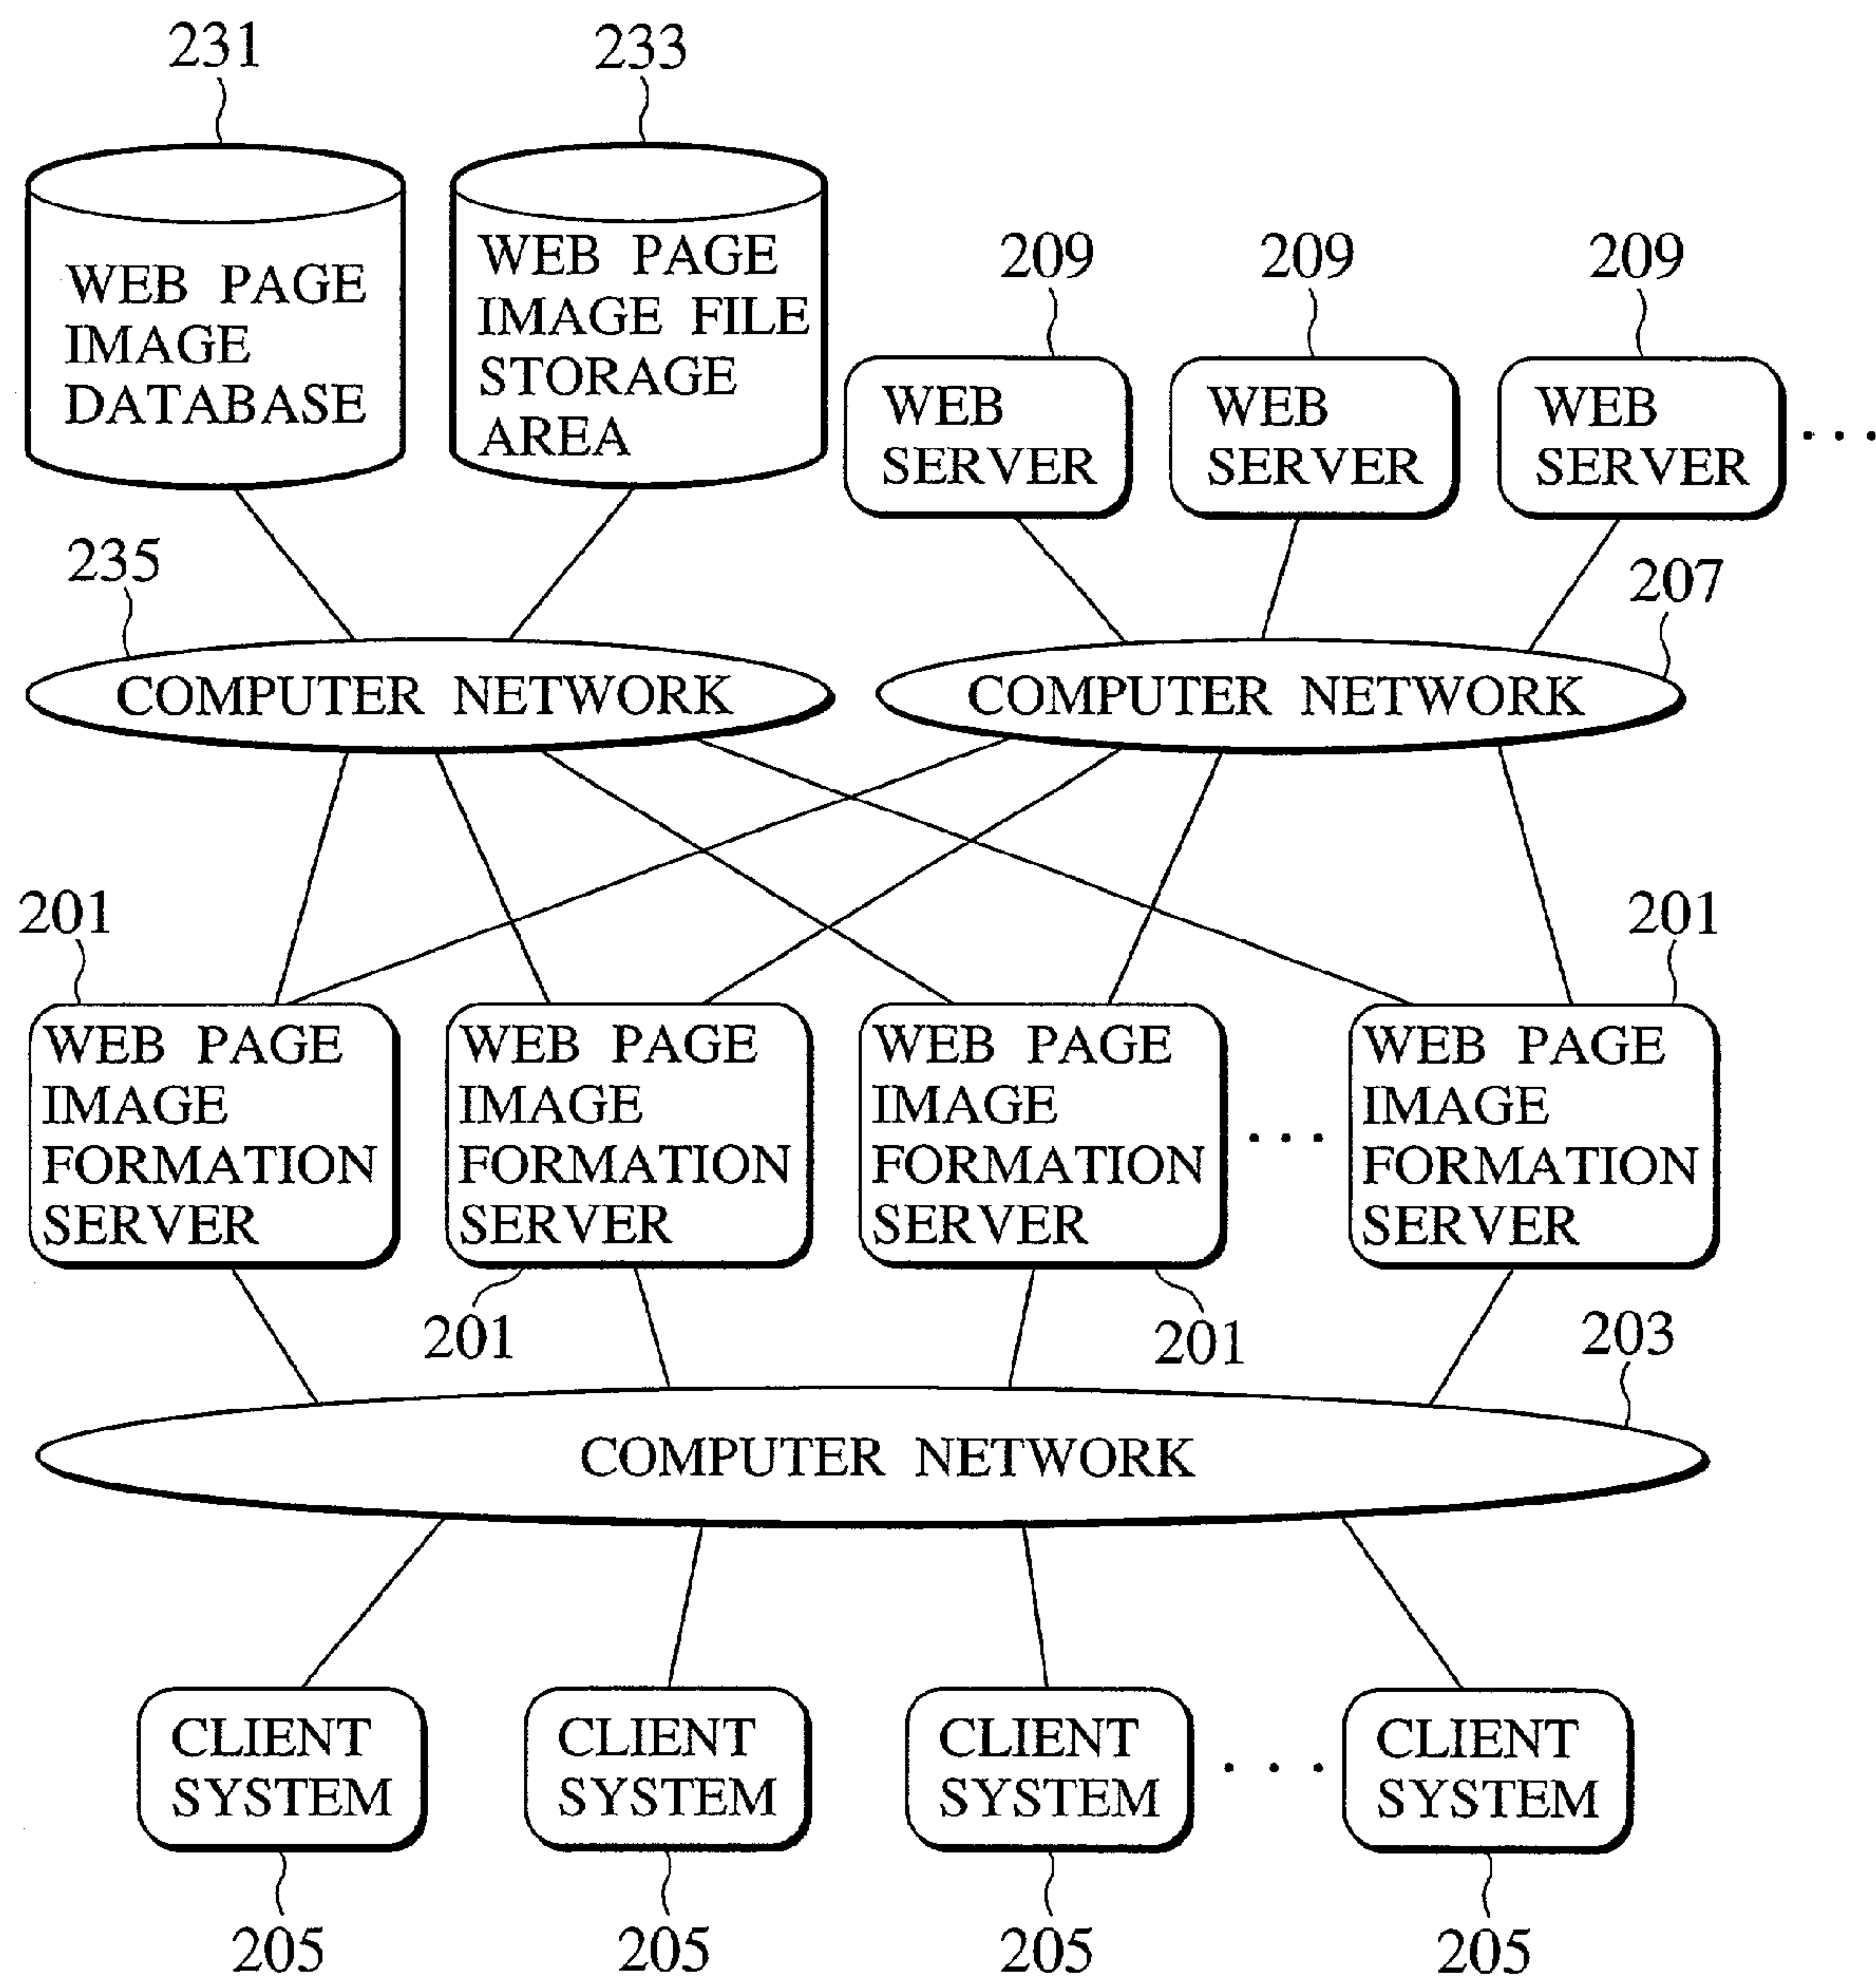 231
233
WEB PAGE
IMAGE
DATABASE
WEB PAGE
IMAGE FILE
STORAGE
AREA
209
209
209
WEB
SERVER
WEB
SERVER
WEB
SERVER
...
235
207
COMPUTER NETWORK
COMPUTER NETWORK
201
201
WEB PAGE
IMAGE
FORMATION
SERVER
WEB PAGE
IMAGE
FORMATION
SERVER
WEB PAGE
IMAGE
FORMATION
SERVER
...
WEB PAGE
IMAGE
FORMATION
SERVER
201
201
203
COMPUTER NETWORK
CLIENT
SYSTEM
CLIENT
SYSTEM
CLIENT
SYSTEM
...
CLIENT
SYSTEM
205
205
205
205